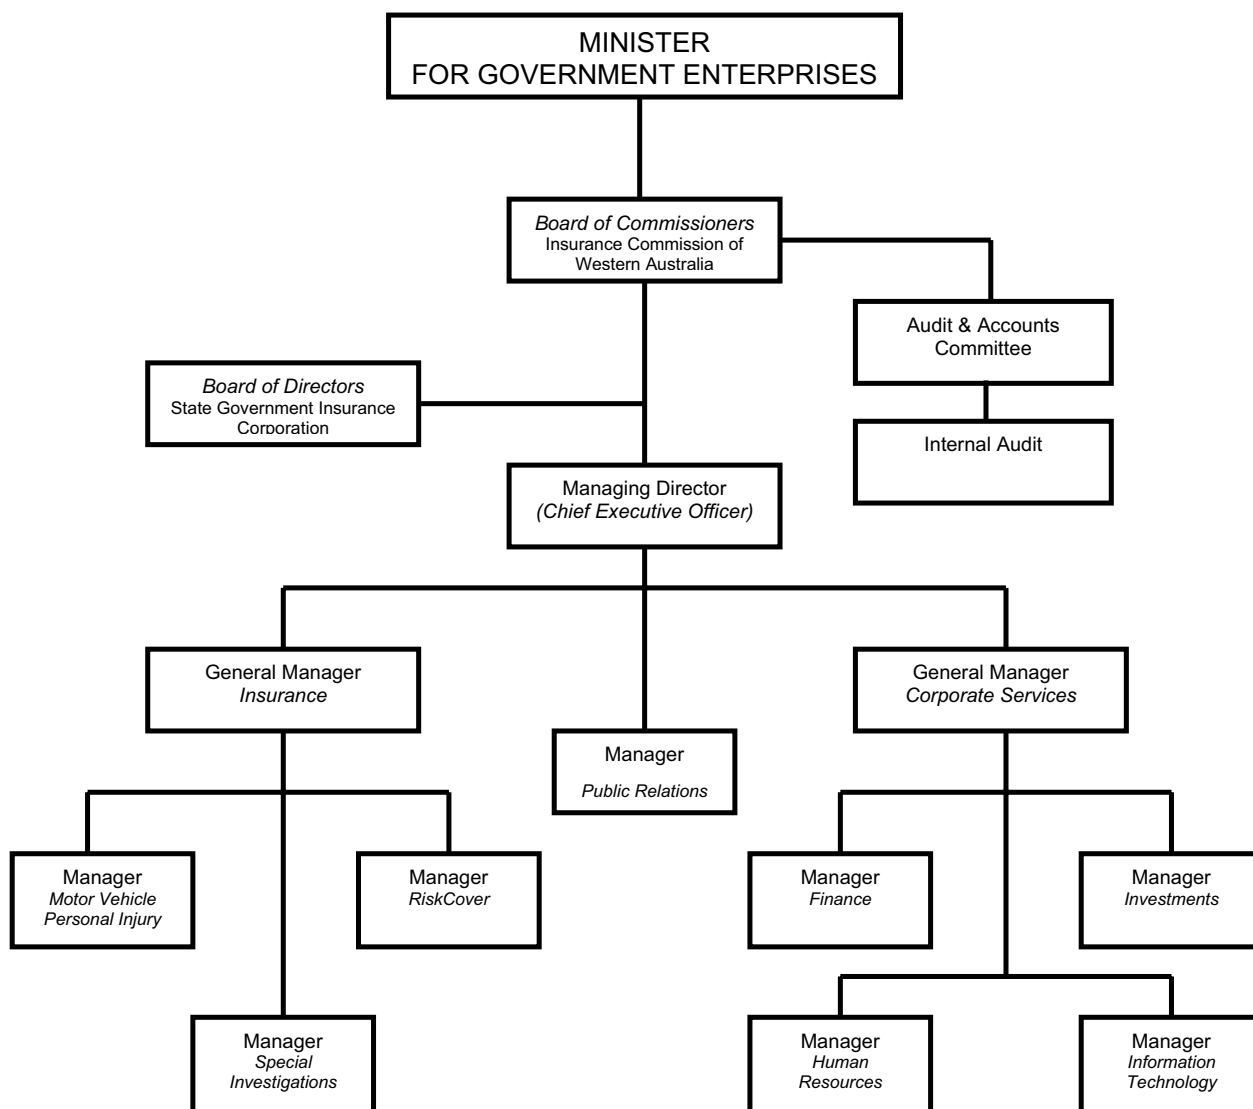 MINISTER
FOR GOVERNMENT ENTERPRISES
Board of Commissioners
Insurance Commission of
Western Australia
Audit & Accounts
Committee
Board of Directors
State Government Insurance
Corporation
Internal Audit
Managing Director
(Chief Executive Officer)
General Manager
Insurance
General Manager
Corporate Services
Manager
Public Relations
Manager
Motor Vehicle
Personal Injury
Manager
RiskCover
Manager
Finance
Manager
Investments
Manager
Special
Investigations
Manager
Human
Resources
Manager
Information
Technology